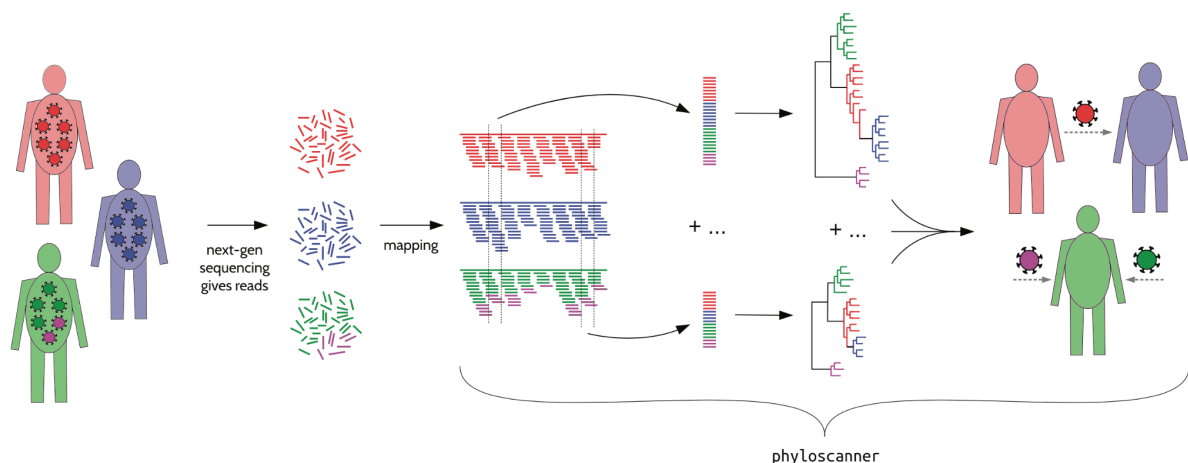 next-gen
sequencing
gives reads
mapping
+ ...
+ ...
phyloscanner